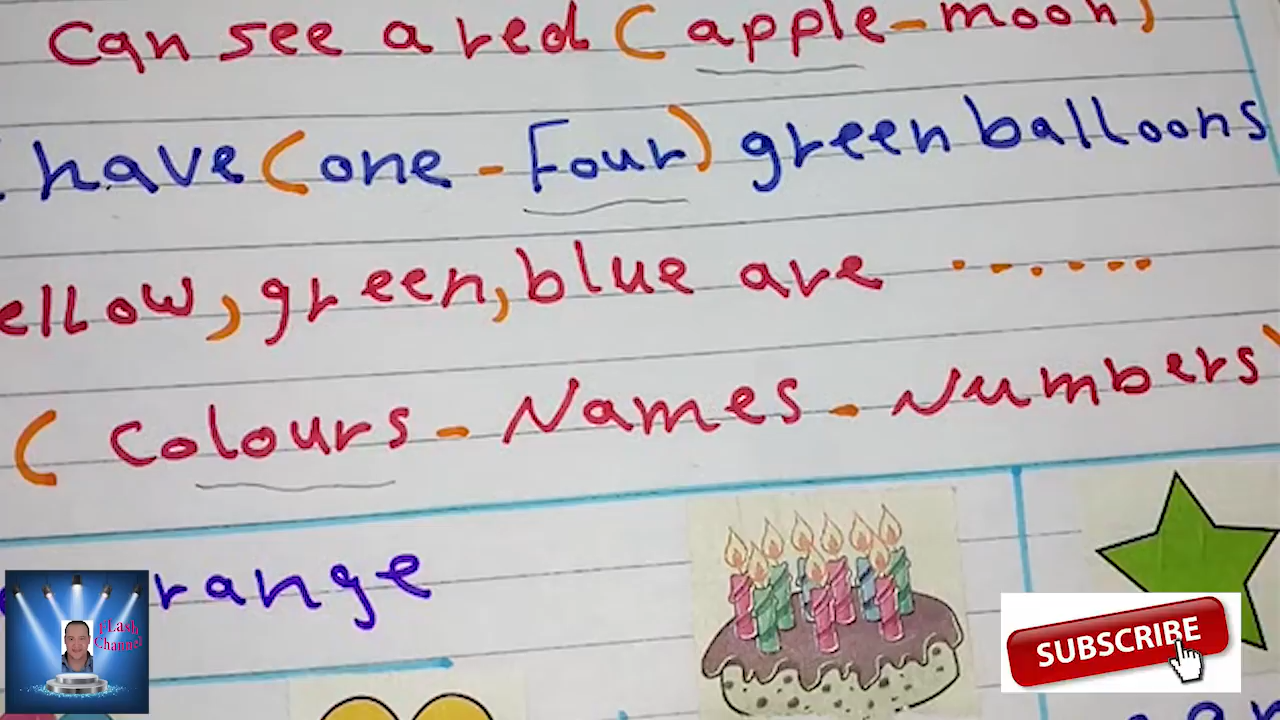 can see a red (apple-moon)
have (one - Four) green balloons
ellow, green, blue are ......
(Colours - Names - Numbers)
range
FLash
Channel
SUBSCRIBE